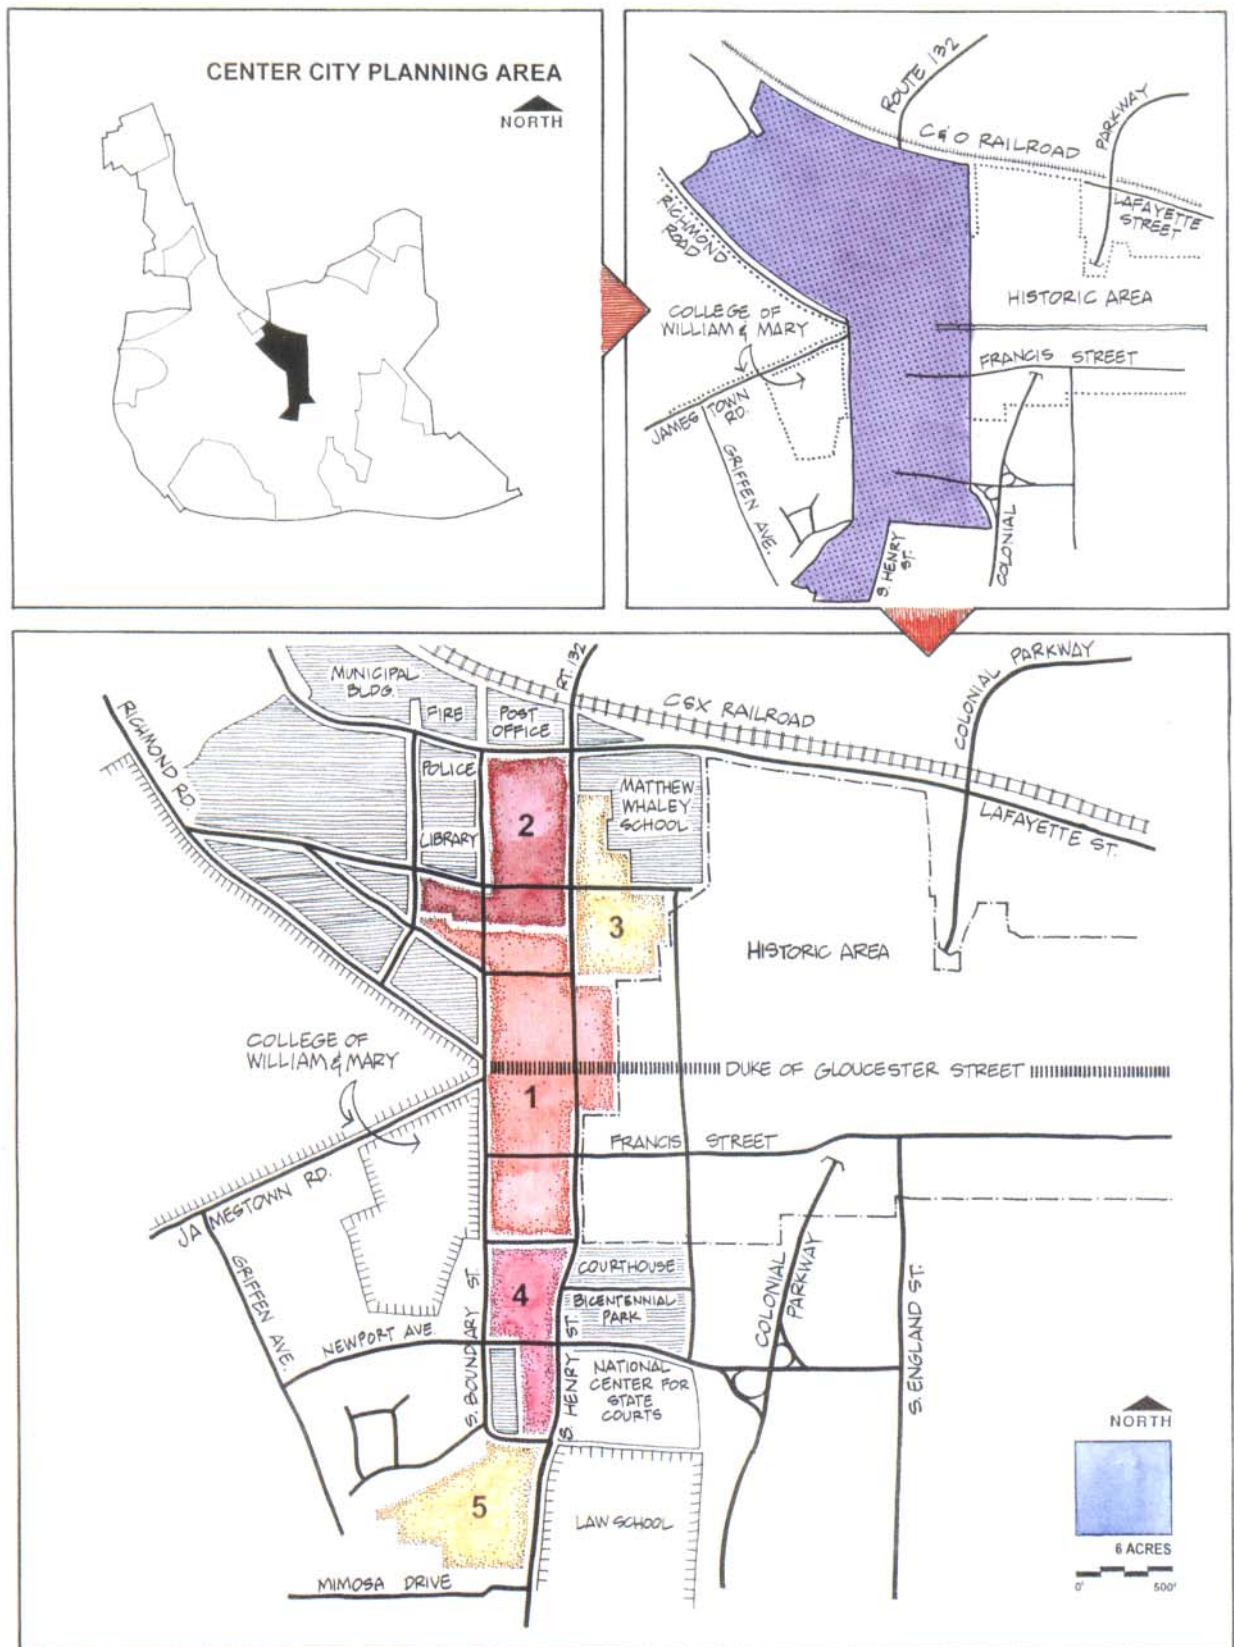 CENTER CITY PLANNING AREA
NORTH
ROUTE 132
C&O RAILROAD
PARKWAY
LAFAYETTE
STREET
RICHMOND
ROAD
HISTORIC AREA
COLLEGE OF
WILLIAM & MARY
FRANCIS STREET
JAMES TOWN
RD.
GRIFFEN AVE.
S. HENRY
ST.
COLONIAL
MUNICIPAL
BLDG.
RT. 132
COLONIAL PARKWAY
FIRE
POST
OFFICE
CSX RAILROAD
RICHMOND RD.
POLICE
MATTHEW
WHALEY
SCHOOL
LIBRARY
2
LAFAYETTE ST.
3
HISTORIC AREA
COLLEGE OF
WILLIAM & MARY
DUKE OF GLOUCESTER STREET
1
FRANCIS STREET
JAMESTOWN RD.
GRIFFEN AVE.
COURTHOUSE
4
BICENTENNIAL
PARK
COLONIAL
PARKWAY
S. ENGLAND ST.
NEWPORT AVE.
S. BOUNDARY ST.
S. HENRY ST.
NATIONAL
CENTER FOR
STATE
COURTS
NORTH
5
LAW SCHOOL
6 ACRES
MIMOSA DRIVE
0' 500'